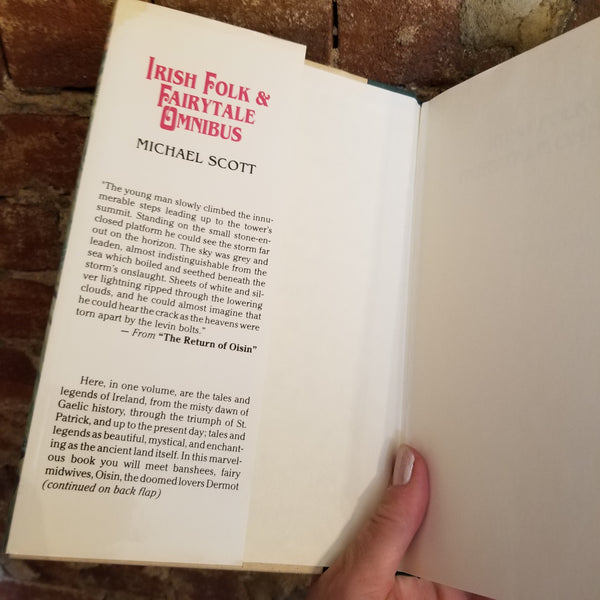 IRISH FOLK &
FAIRYTALE
OMNIBUS
MICHAEL SCOTT
"The young man slowly climbed the innu-
merable steps leading up to the tower's
summit. Standing on the small stone-en-
closed platform he could see the storm far
out on the horizon. The sky was grey and
leaden, almost indistinguishable from the
sea which boiled and seethed beneath the
storm's onslaught. Sheets of white and sil-
ver lightning ripped through the lowering
clouds, and he could almost imagine that
he could hear the crack as the heavens were
torn apart by the levin bolts."
— From "The Return of Oisin"
Here, in one volume, are the tales and
legends of Ireland, from the misty dawn of
Gaelic history, through the triumph of St.
Patrick, and up to the present day; tales and
legends as beautiful, mystical, and enchant-
ing as the ancient land itself. In this marvel-
ous book you will meet banshees, fairy
midwives, Oisin, the doomed lovers Dermot
(continued on back flap)